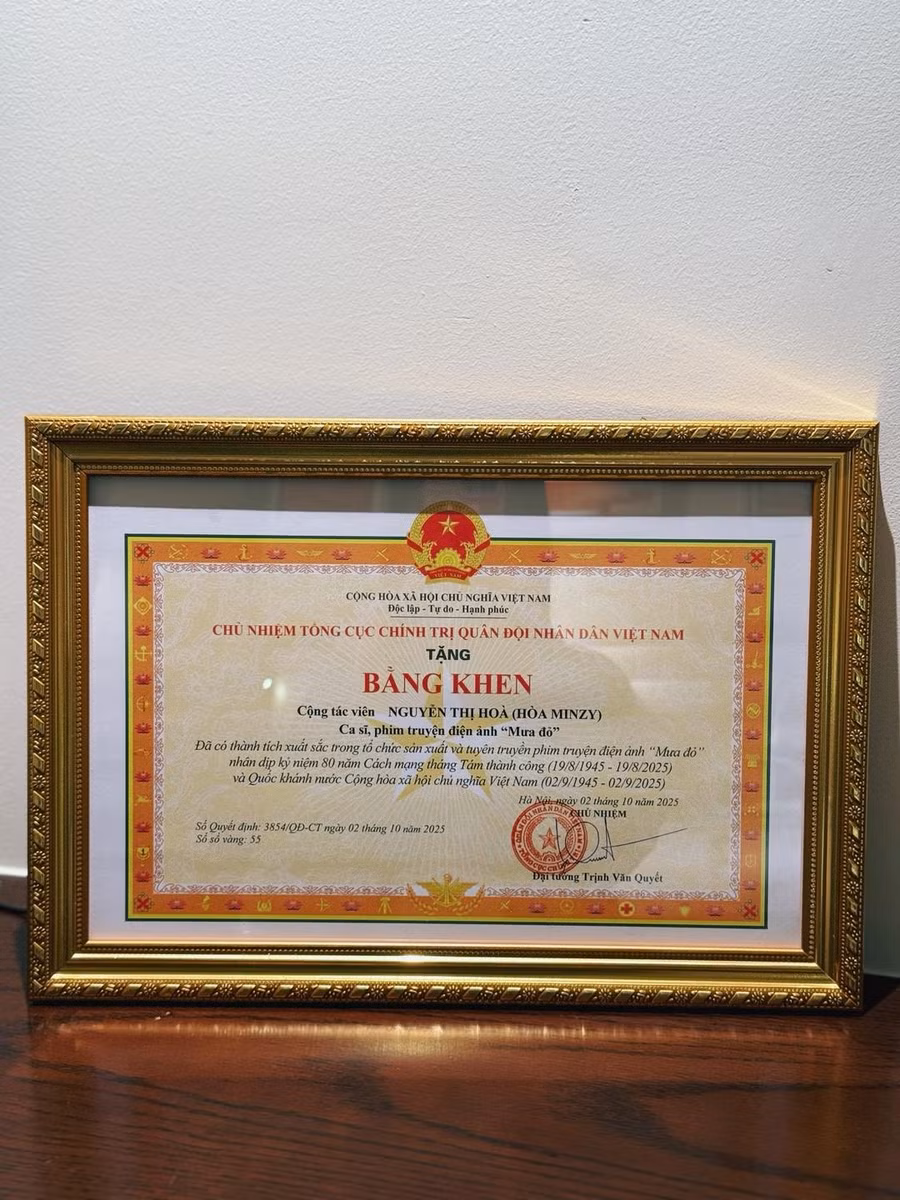 VIỆT NAM
CỘNG HÒA XÃ HỘI CHỦ NGHĨA VIỆT NAM
Độc lập - Tự do - Hạnh phúc
CHỦ NHIỆM TỔNG CỤC CHÍNH TRỊ QUÂN ĐỘI NHÂN DÂN VIỆT NAM
TẶNG
BẰNG KHEN
Cộng tác viên NGUYỄN THỊ HOÀ (HÒA MINZY)
Ca sĩ, phim truyện điện ảnh “Mưa đỏ”
Đã có thành tích xuất sắc trong tổ chức sản xuất và tuyên truyền phim truyện điện ảnh “Mưa đỏ”
nhân dịp kỷ niệm 80 năm Cách mạng tháng Tám thành công (19/8/1945 - 19/8/2025)
và Quốc khánh nước Cộng hòa xã hội chủ nghĩa Việt Nam (02/9/1945 - 02/9/2025)
Hà Nội, ngày 02 tháng 10 năm 2025
CHỦ NHIỆM
Số Quyết định: 3854/QĐ-CT ngày 02 tháng 10 năm 2025
Số sổ vàng: 55
Đại tướng Trịnh Văn Quyết